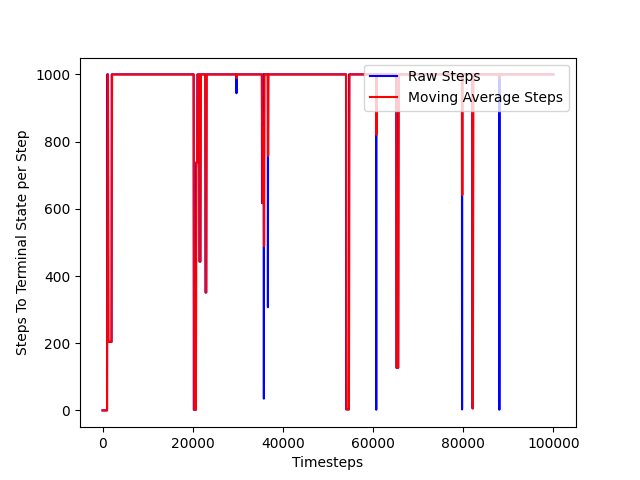 Raw Steps
Moving Average Steps
Steps To Terminal State per Step
1000
800
600
400
200
0
0 20000 40000 60000 80000 100000
Timesteps